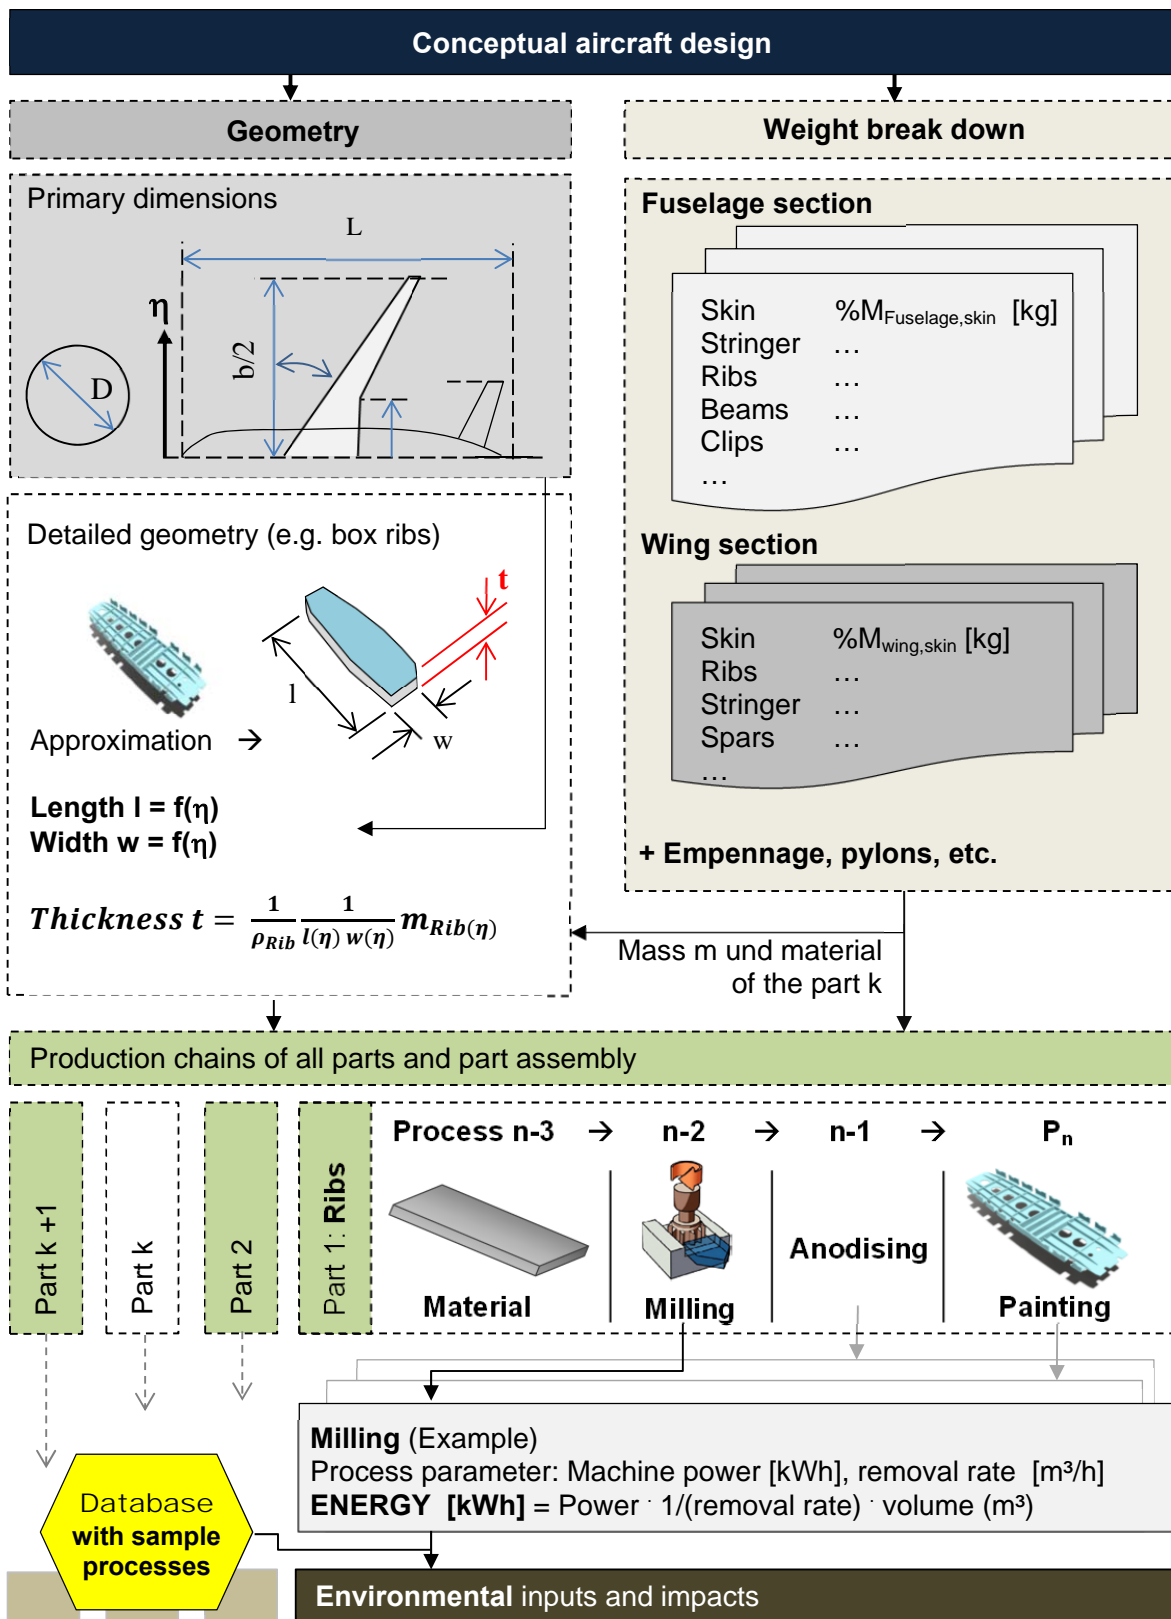 Conceptual aircraft design
Geometry
Weight break down
Primary dimensions
L
η
b/2
D
Fuselage section
Skin %M_Fuselage,skin [kg]
Stringer …
Ribs …
Beams …
Clips …
…
Detailed geometry (e.g. box ribs)
t
l
w
Approximation →
Length l = f(η)
Width w = f(η)
Thickness t = 1/ρ_Rib 1/(l(η) w(η)) m_Rib(η)
Wing section
Skin %M_wing,skin [kg]
Ribs …
Stringer …
Spars …
…
+ Empennage, pylons, etc.
Mass m und material
of the part k
Production chains of all parts and part assembly
Part k +1
Part k
Part 2
Part 1: Ribs
Process n-3 → n-2 → n-1 → P_n
Material
Milling
Anodising
Painting
Milling (Example)
Process parameter: Machine power [kWh], removal rate [m³/h]
ENERGY [kWh] = Power · 1/(removal rate) · volume (m³)
Database
with sample
processes
Environmental inputs and impacts